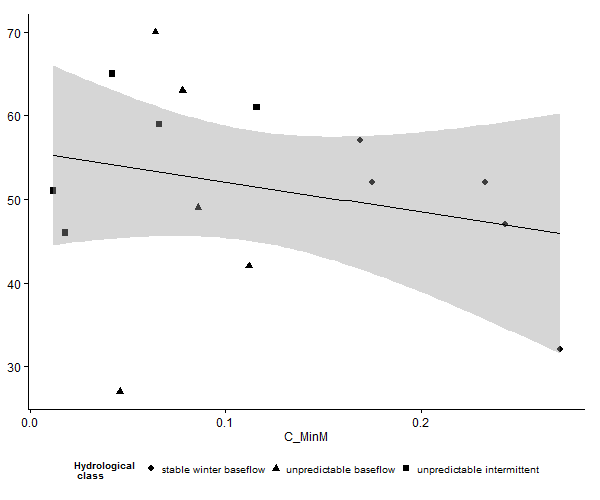 70
60
50
40
30
0.0 0.1 0.2
C_MinM
Hydrological
class
stable winter baseflow unpredictable baseflow unpredictable intermittent